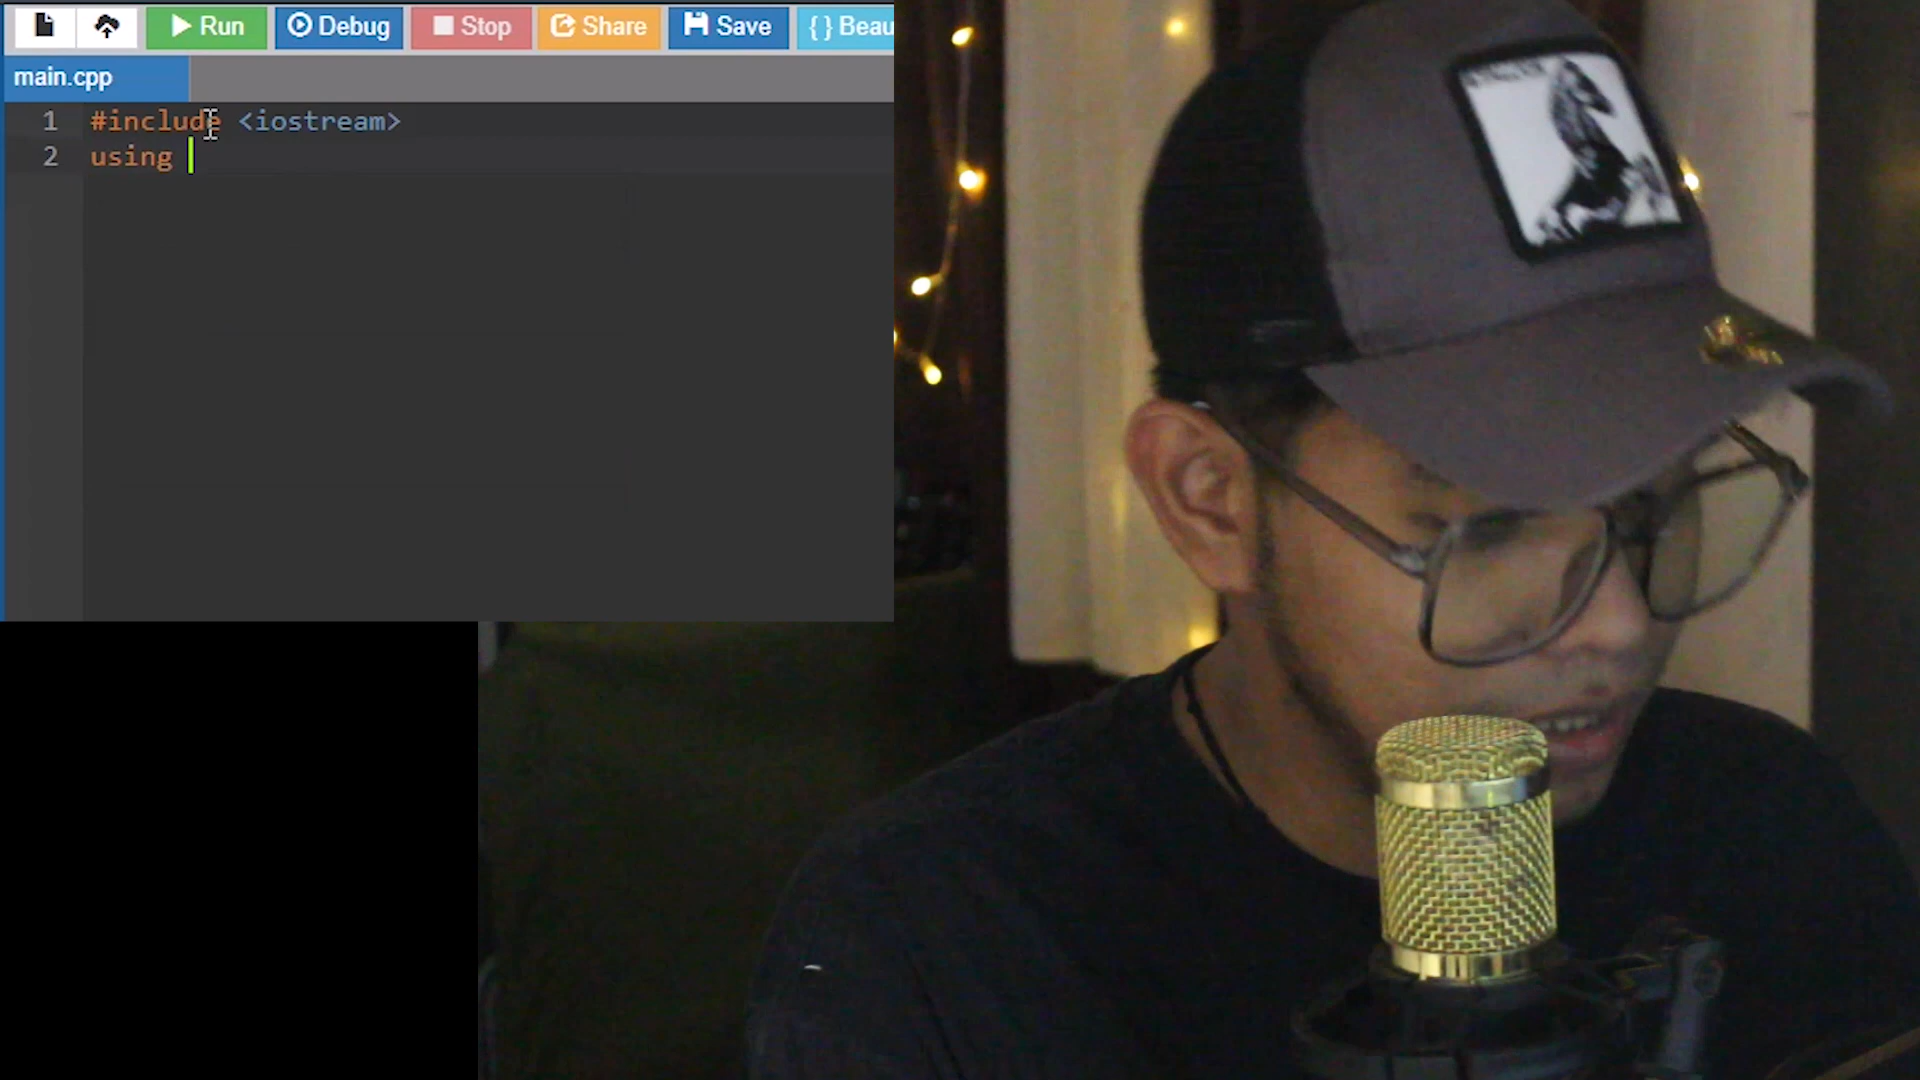 Run Debug Stop Share Save { } Beau
main.cpp
1 #include <iostream>
2 using